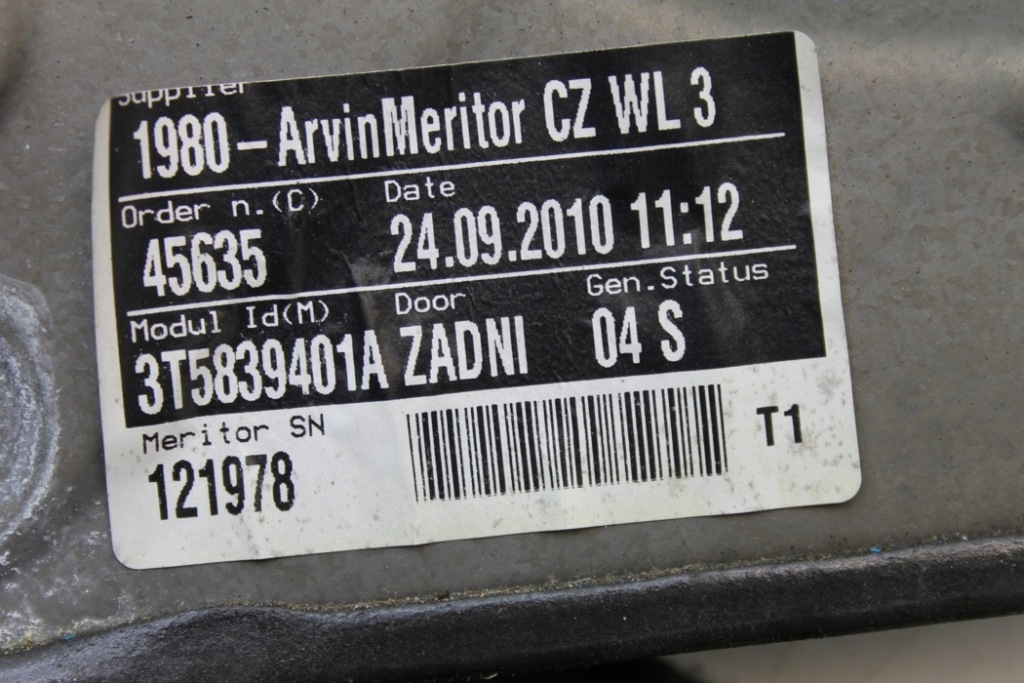 Supplier
1980-ArvinMeritor CZ WL 3
Order n.(C) Date
45635 24.09.2010 11:12
Modul Id(M) Door Gen.Status
3T5839401A ZADNI 04 S
Meritor SN
121978 T1